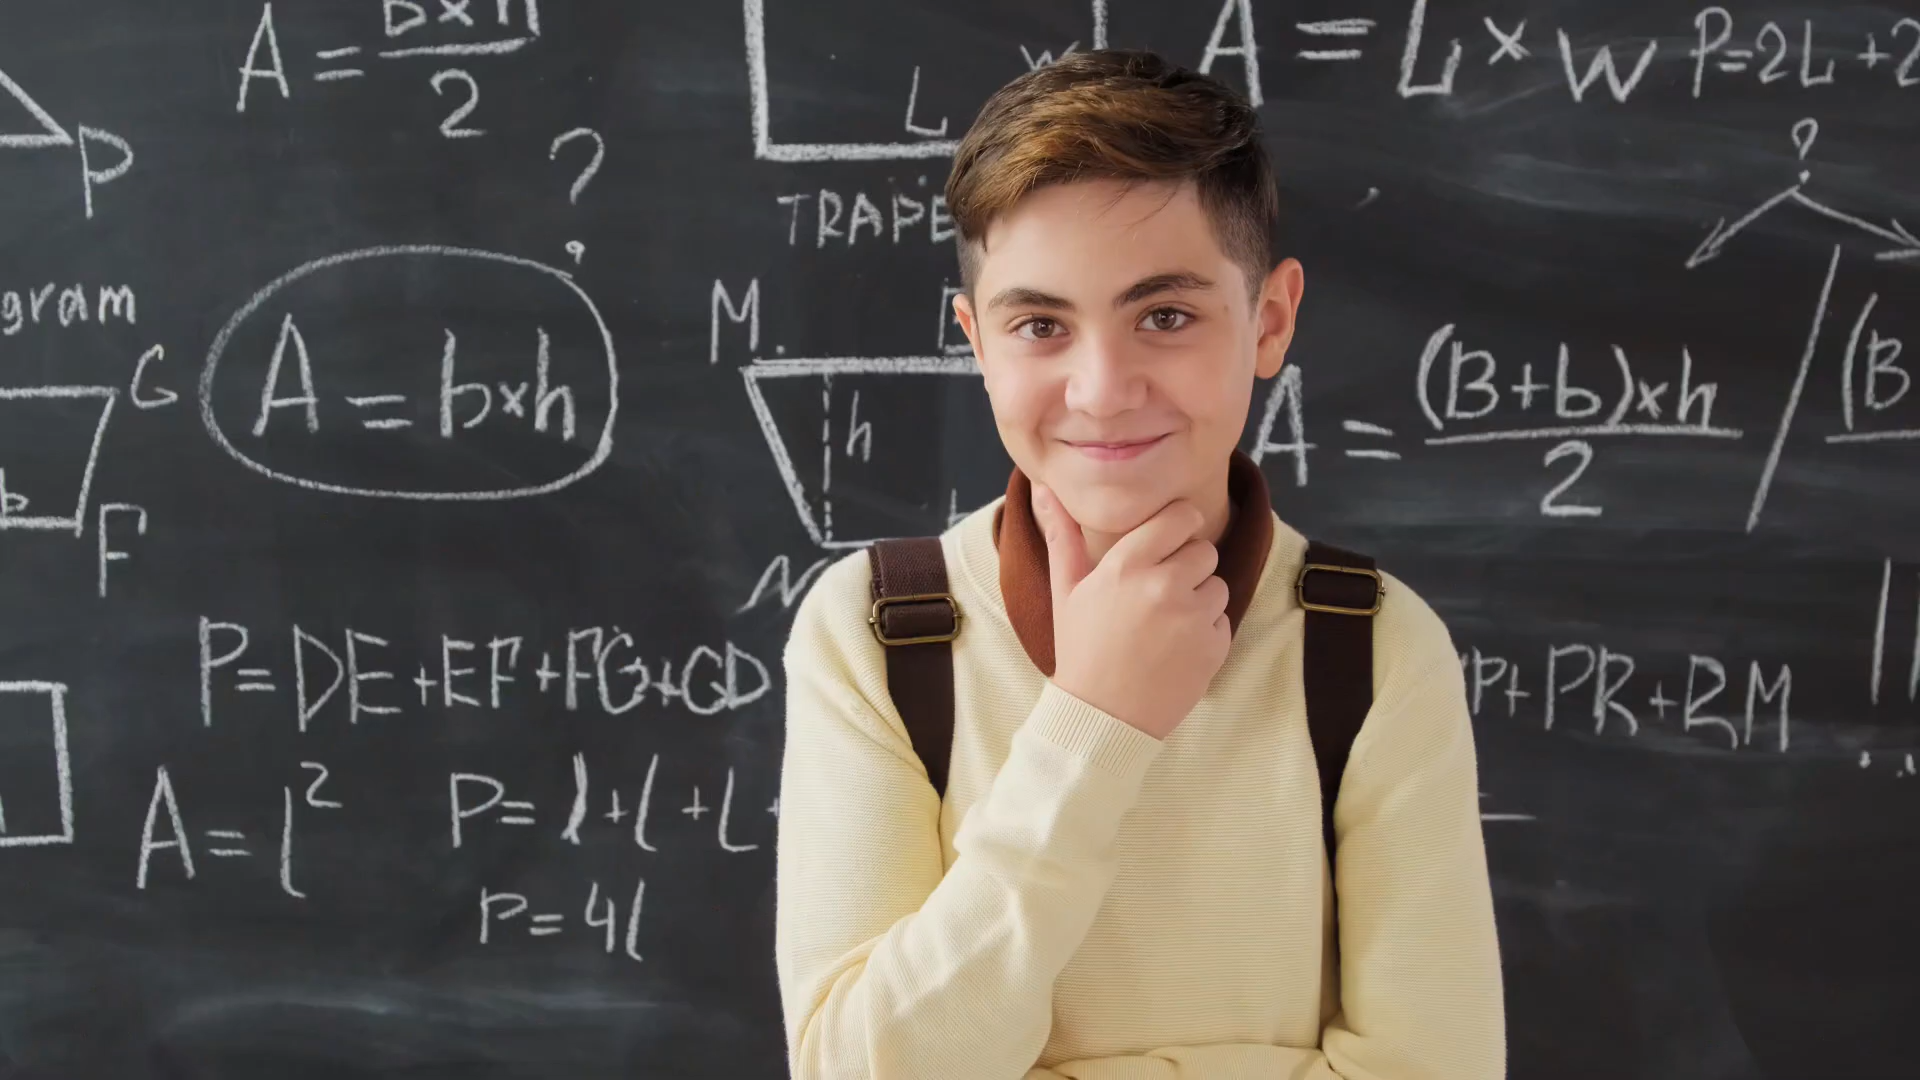 A = b×h / 2
L
w
A = L×W
P=2L+2
P
?
?
TRAPE
gram
G
A = b×h
M
h
A = (B+b)×h / 2
(B
b
F
N
P=DE+EF+FG+GD
P+PR+RM
A=l²
P=l+l+l+
P=4l